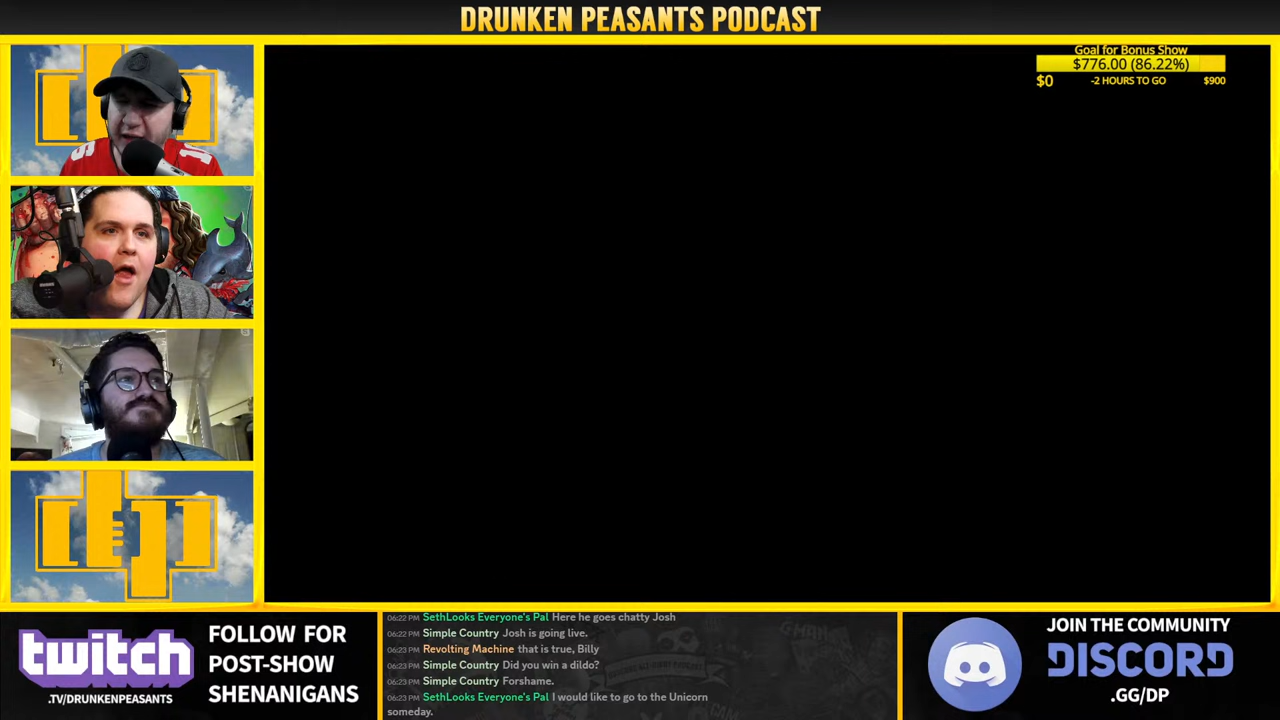 DRUNKEN PEASANTS PODCAST
Goal for Bonus Show
$776.00 (86.22%)
$0
-2 HOURS TO GO
$900
twitch
.TV/DRUNKENPEASANTS
FOLLOW FOR
POST-SHOW
SHENANIGANS
06:22 PM SethLooks Everyone's Pal Here he goes chatty Josh
06:22 PM Simple Country Josh is going live.
06:23 PM Revolting Machine that is true, Billy
06:23 PM Simple Country Did you win a dildo?
06:23 PM Simple Country Forshame.
06:23 PM SethLooks Everyone's Pal I would like to go to the Unicorn
someday.
JOIN THE COMMUNITY
DISCORD
.GG/DP